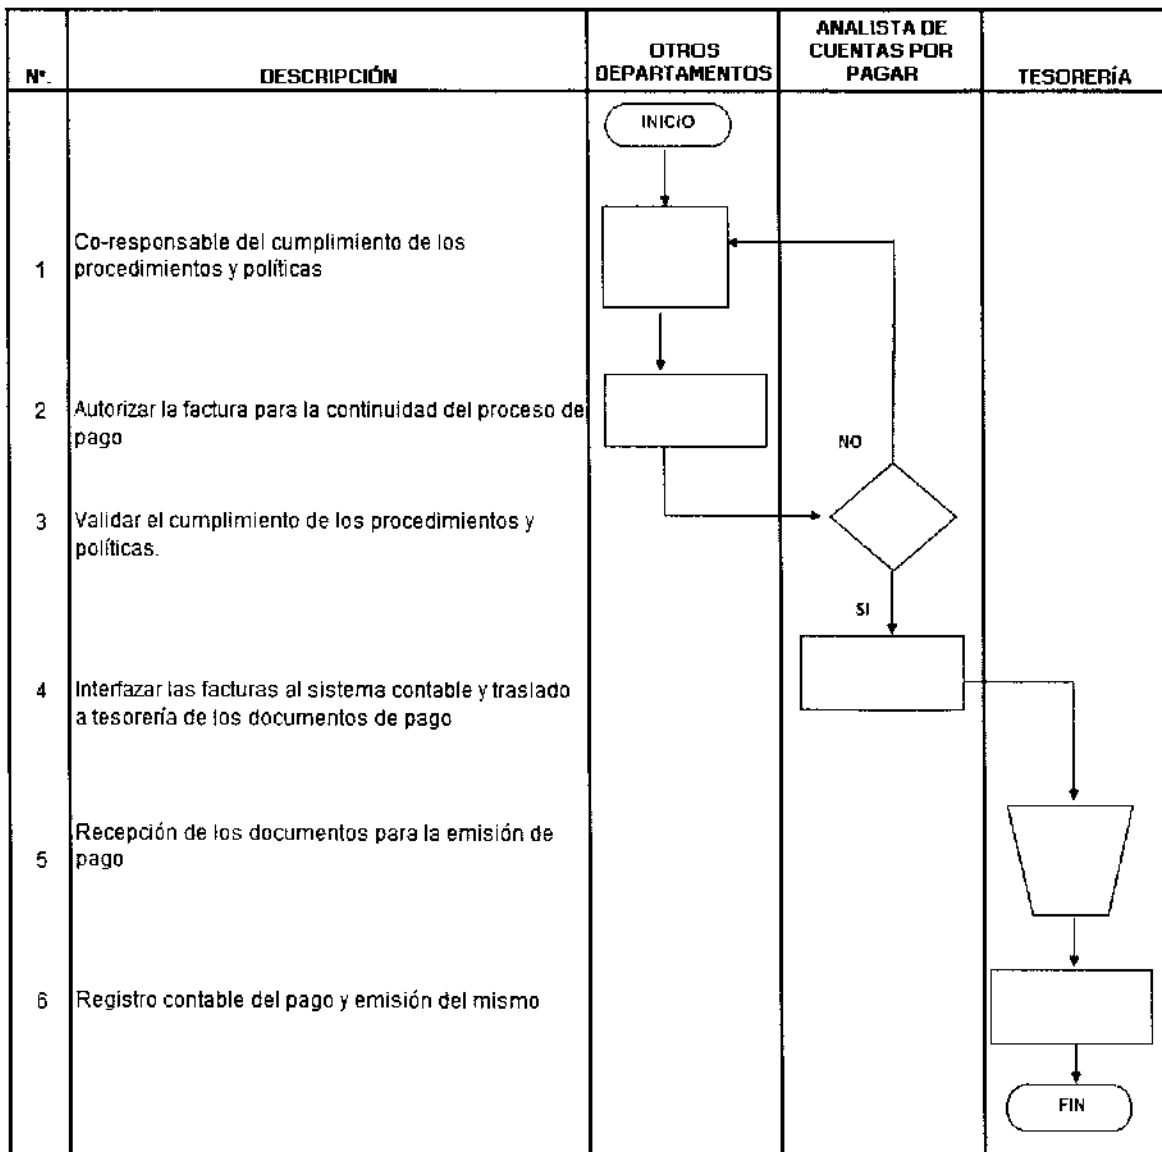 Nº.
DESCRIPCIÓN
OTROS
DEPARTAMENTOS
ANALISTA DE
CUENTAS POR
PAGAR
TESORERÍA
INICIO
1
Co-responsable del cumplimiento de los
procedimientos y políticas
2
Autorizar la factura para la continuidad del proceso de
pago
NO
3
Validar el cumplimiento de los procedimientos y
políticas.
SI
4
Interfazar las facturas al sistema contable y traslado
a tesorería de los documentos de pago
5
Recepción de los documentos para la emisión de
pago
6
Registro contable del pago y emisión del mismo
FIN